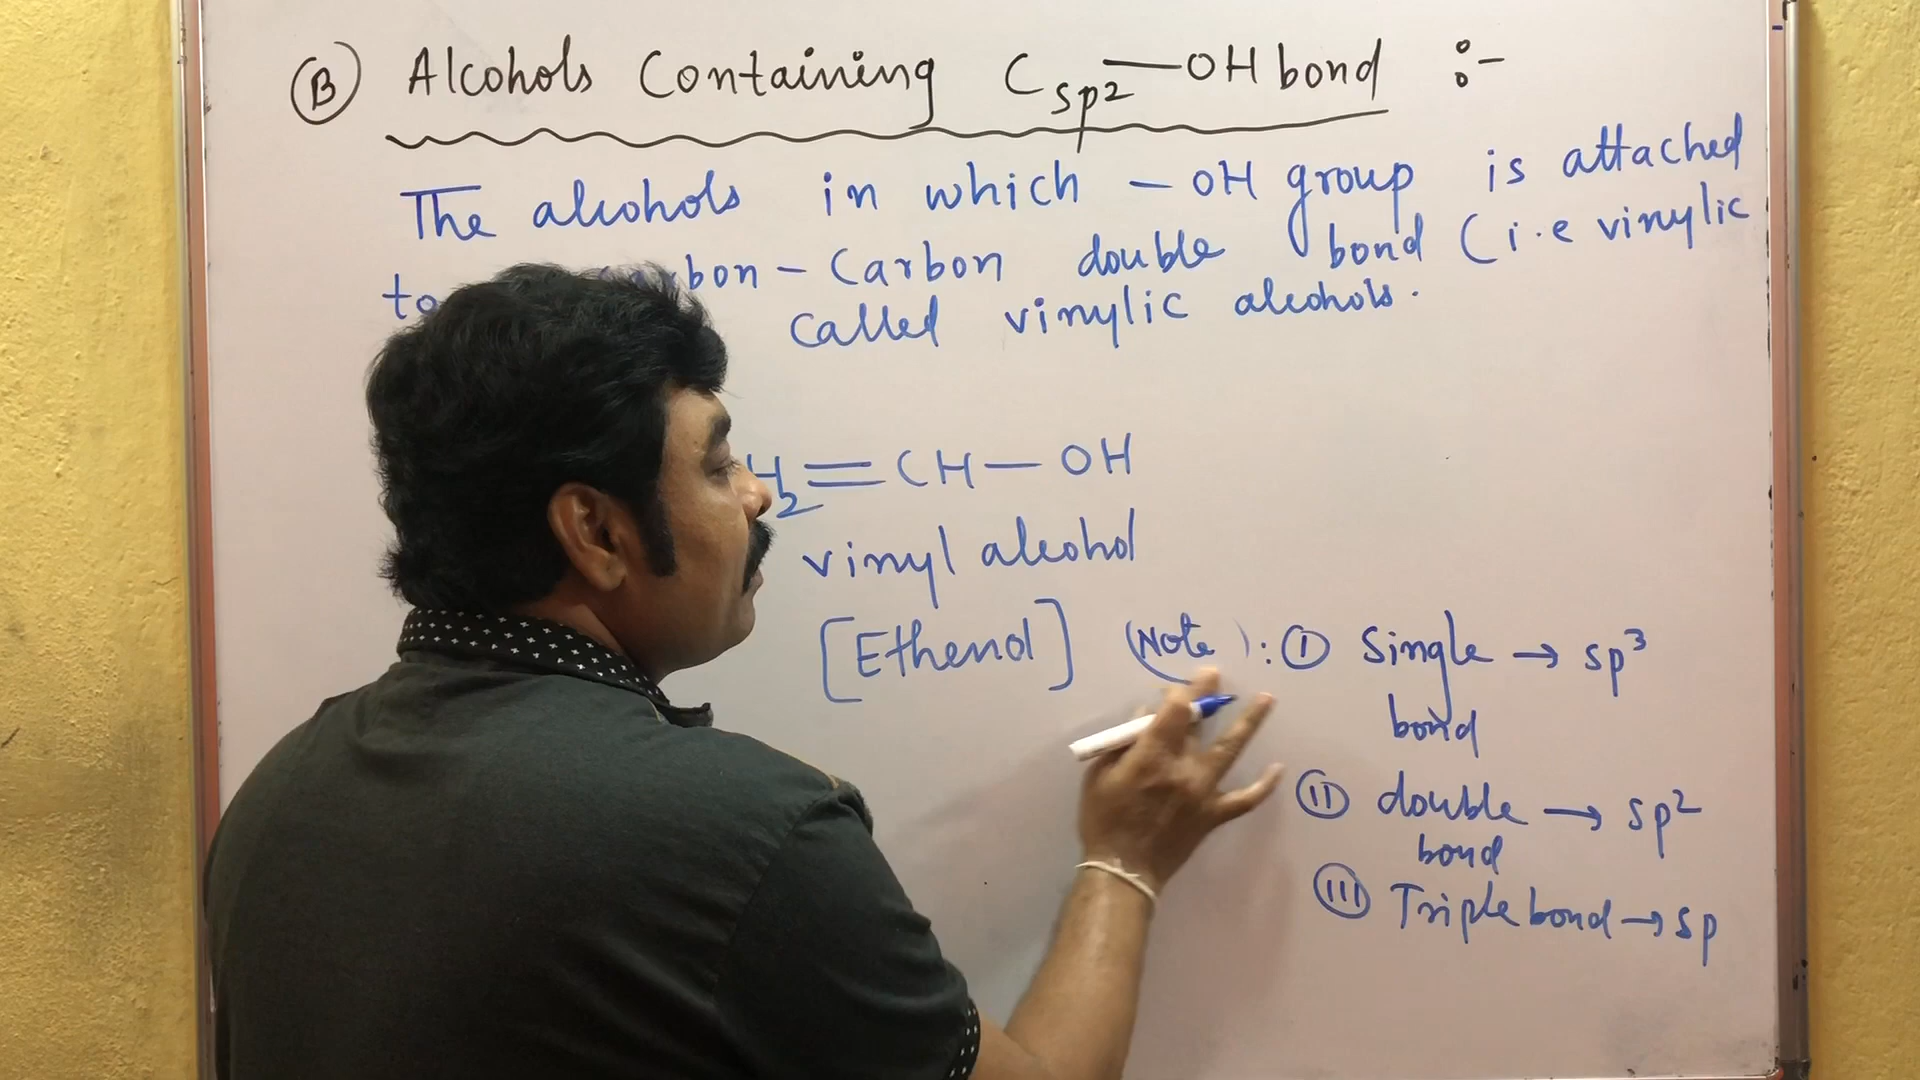 (B) Alcohols Containing Csp2—OH bond :-
The alcohols in which —OH group is attached
to rbon-Carbon double bond (i.e vinylic
called vinylic alcohols.
H2=CH—OH
vinyl alcohol
[Ethenol] (Note): (I) Single → sp3
bond
(II) double → sp2
bond
(III) Triple bond → sp